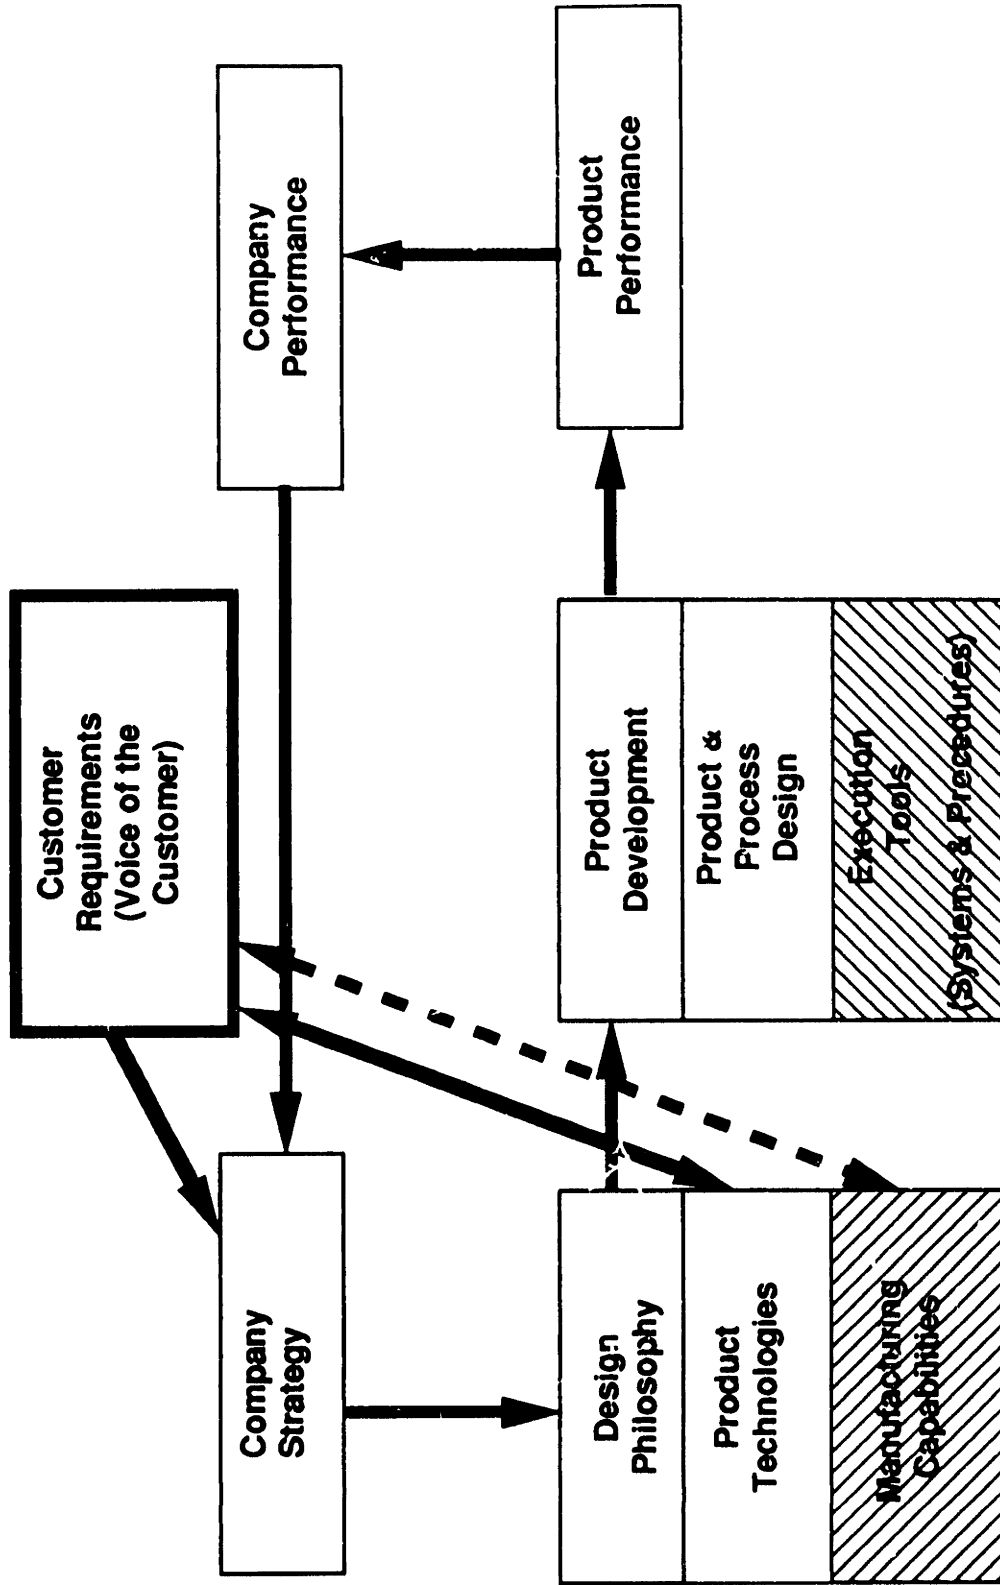 Customer
Requirements
(Voice of the
Customer)
Company
Strategy
Company
Performance
Design
Philosophy
Product
Technologies
Manufacturing
Capabilities
Product
Development
Product &
Process
Design
Execution
Tools
(Systems & Precedures)
Product
Performance